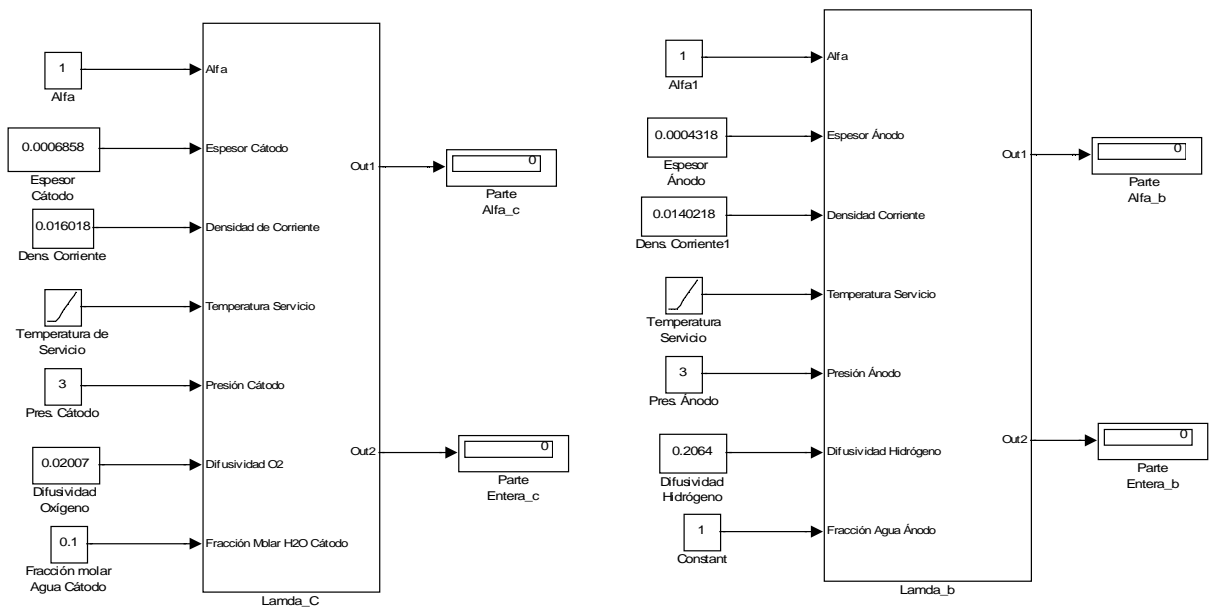 1
Alfa
Alfa
0.0006858
Espesor
Cátodo
Espesor Cátodo
0.016018
Dens. Corriente
Densidad de Corriente
Temperatura de
Servicio
Temperatura Servicio
3
Pres. Cátodo
Presión Cátodo
0.02007
Difusividad
Oxígeno
Difusividad O2
0.1
Fracción molar
Agua Cátodo
Fracción Molar H2O Cátodo
Out1
0
Parte
Alfa_c
Out2
0
Parte
Entera_c
Lamda_C
1
Alfa1
Alfa
0.0004318
Espesor
Ánodo
Espesor Ánodo
0.0140218
Dens. Corriente1
Densidad Corriente
Temperatura
Servicio
Temperatura Servicio
3
Pres. Ánodo
Presión Ánodo
0.2064
Difusividad
Hidrógeno
Difusividad Hidrógeno
1
Constant
Fracción Agua Ánodo
Out1
0
Parte
Alfa_b
Out2
0
Parte
Entera_b
Lamda_b